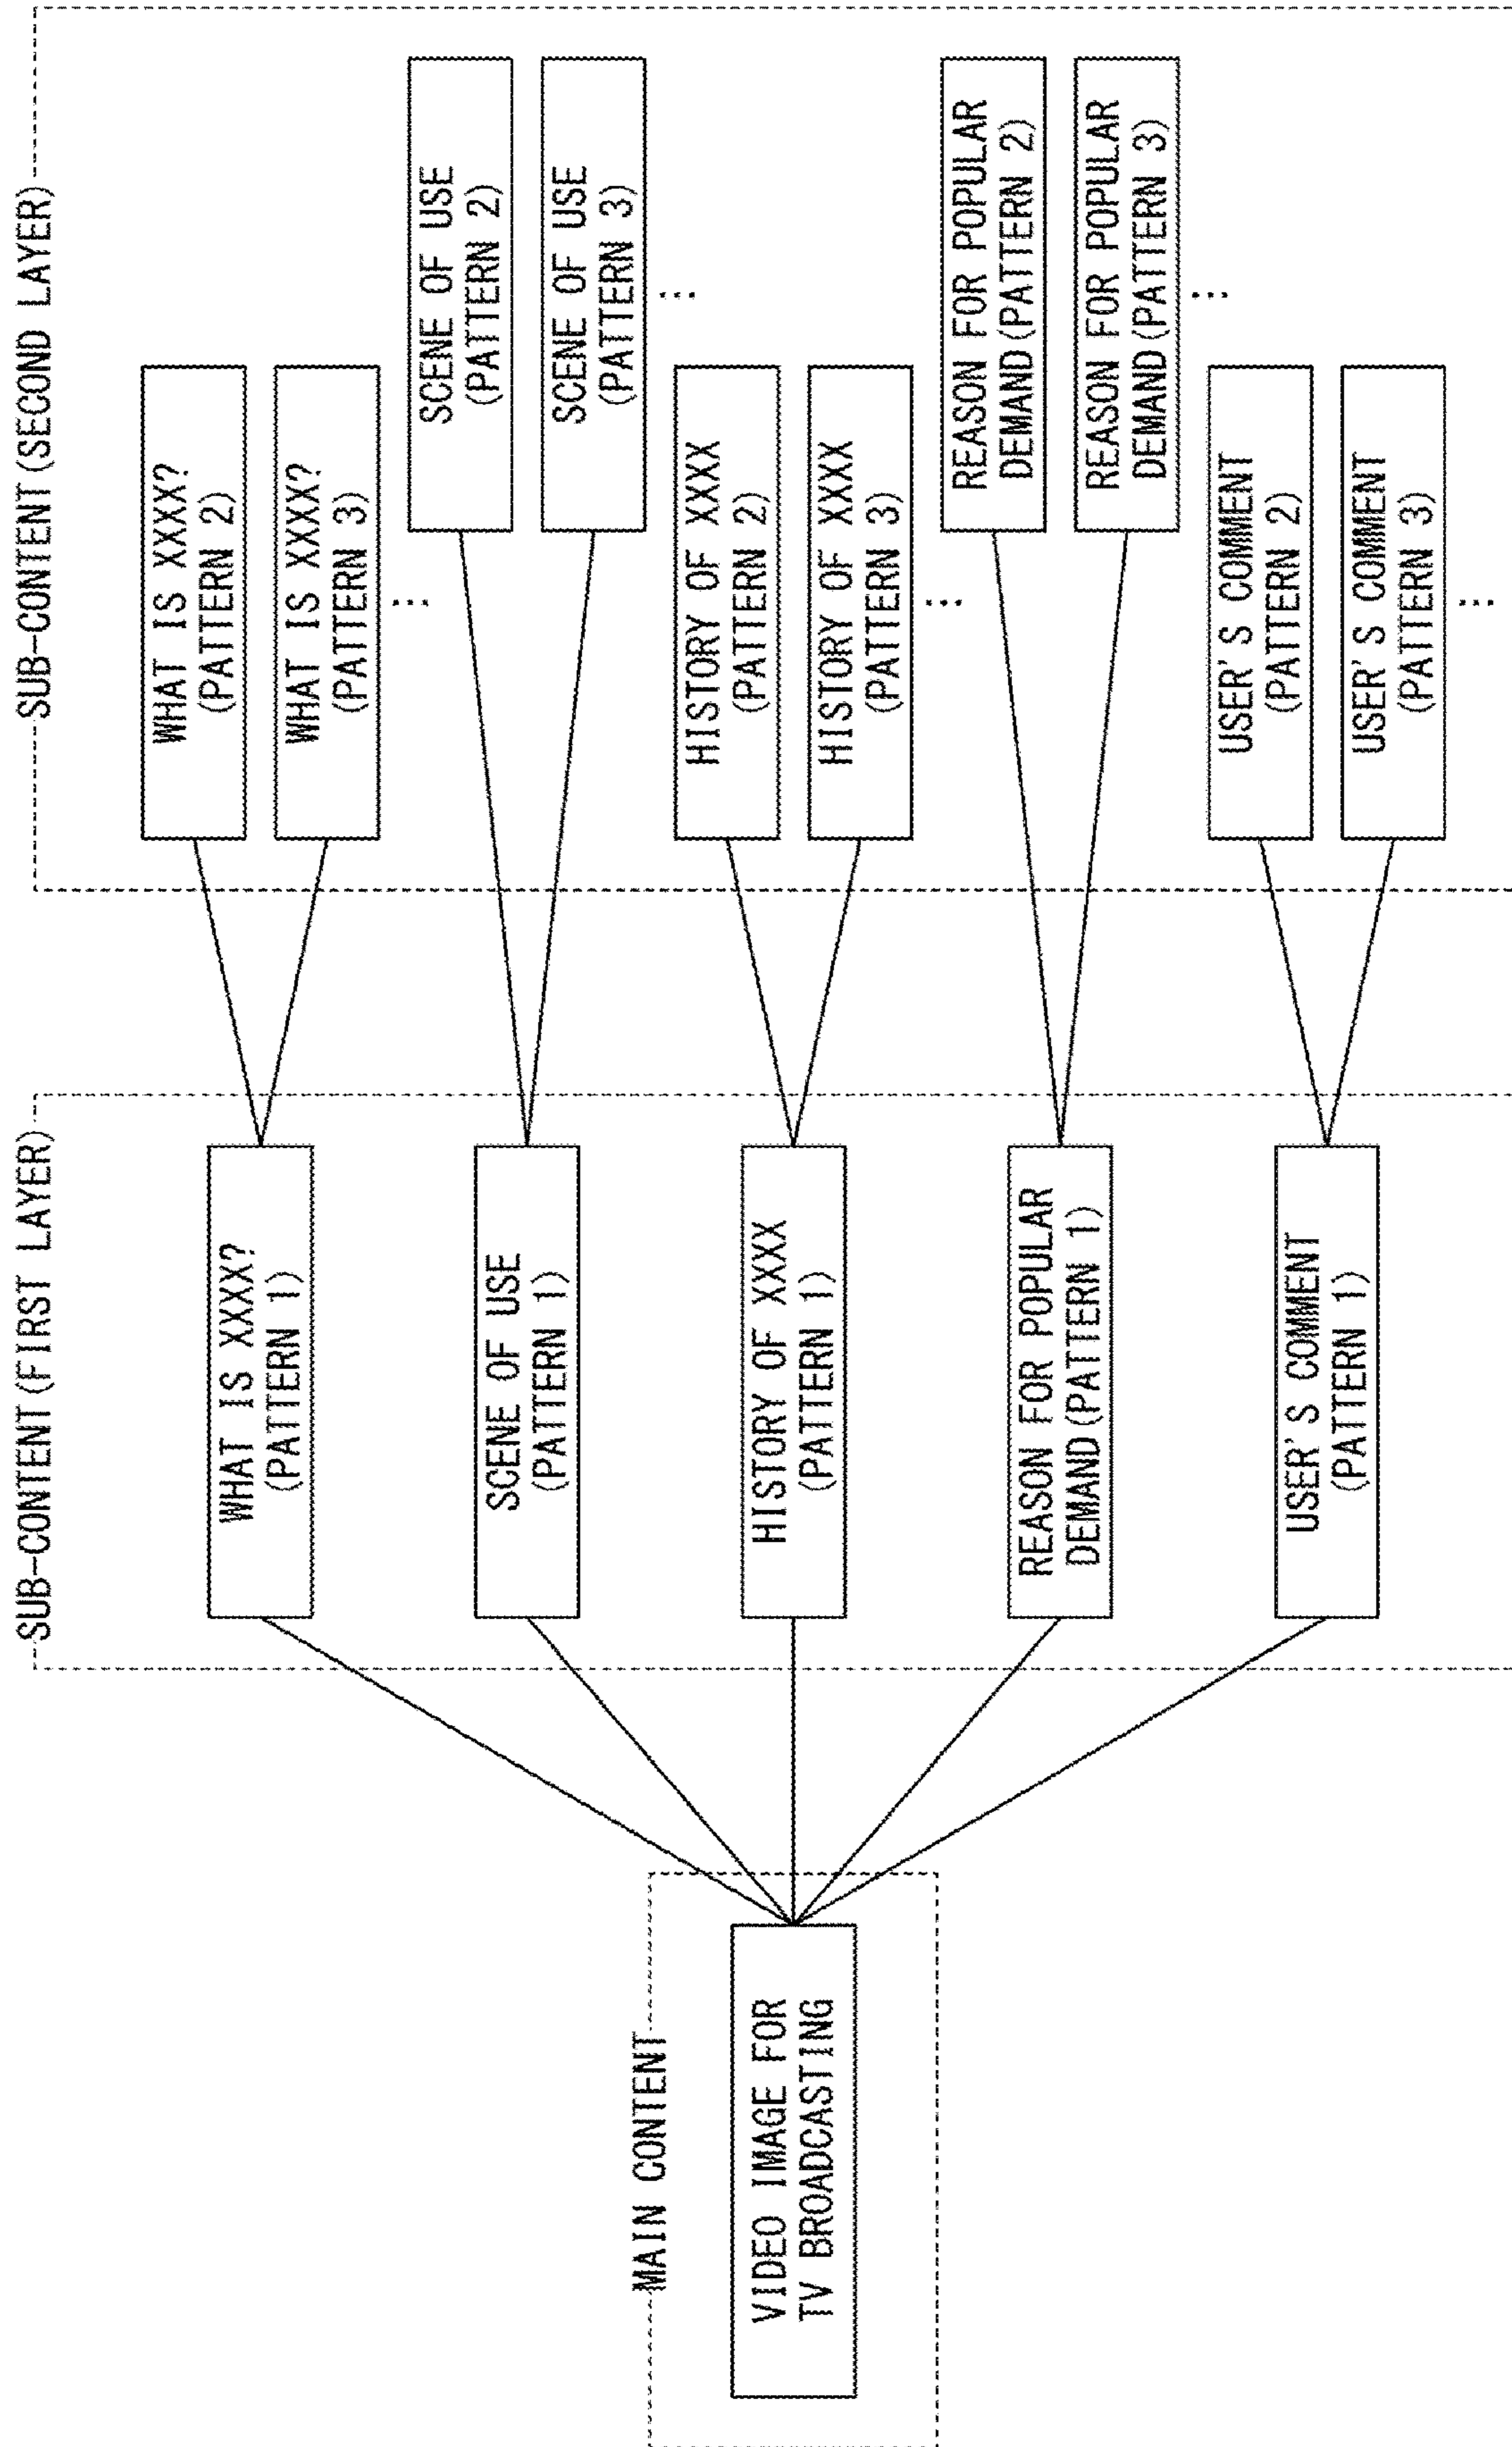 MAIN CONTENT
VIDEO IMAGE FOR
TV BROADCASTING
SUB-CONTENT(FIRST LAYER)
WHAT IS XXXX?
(PATTERN 1)
SCENE OF USE
(PATTERN 1)
HISTORY OF XXXX
(PATTERN 1)
REASON FOR POPULAR
DEMAND(PATTERN 1)
USER'S COMMENT
(PATTERN 1)
SUB-CONTENT(SECOND LAYER)
WHAT IS XXXX?
(PATTERN 2)
WHAT IS XXXX?
(PATTERN 3)
...
SCENE OF USE
(PATTERN 2)
SCENE OF USE
(PATTERN 3)
...
HISTORY OF XXXX
(PATTERN 2)
HISTORY OF XXXX
(PATTERN 3)
...
REASON FOR POPULAR
DEMAND(PATTERN 2)
REASON FOR POPULAR
DEMAND(PATTERN 3)
...
USER'S COMMENT
(PATTERN 2)
USER'S COMMENT
(PATTERN 3)
...